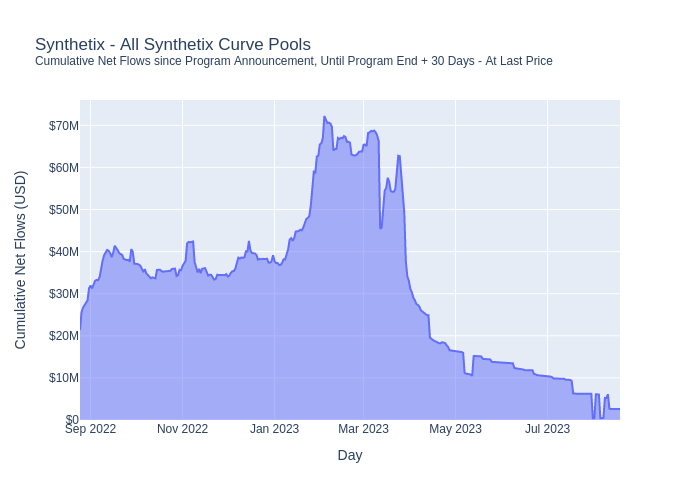 Synthetix - All Synthetix Curve Pools
Cumulative Net Flows since Program Announcement, Until Program End + 30 Days - At Last Price
$70M
$60M
$50M
$40M
$30M
$20M
$10M
$0
Cumulative Net Flows (USD)
Sep 2022 Nov 2022 Jan 2023 Mar 2023 May 2023 Jul 2023
Day